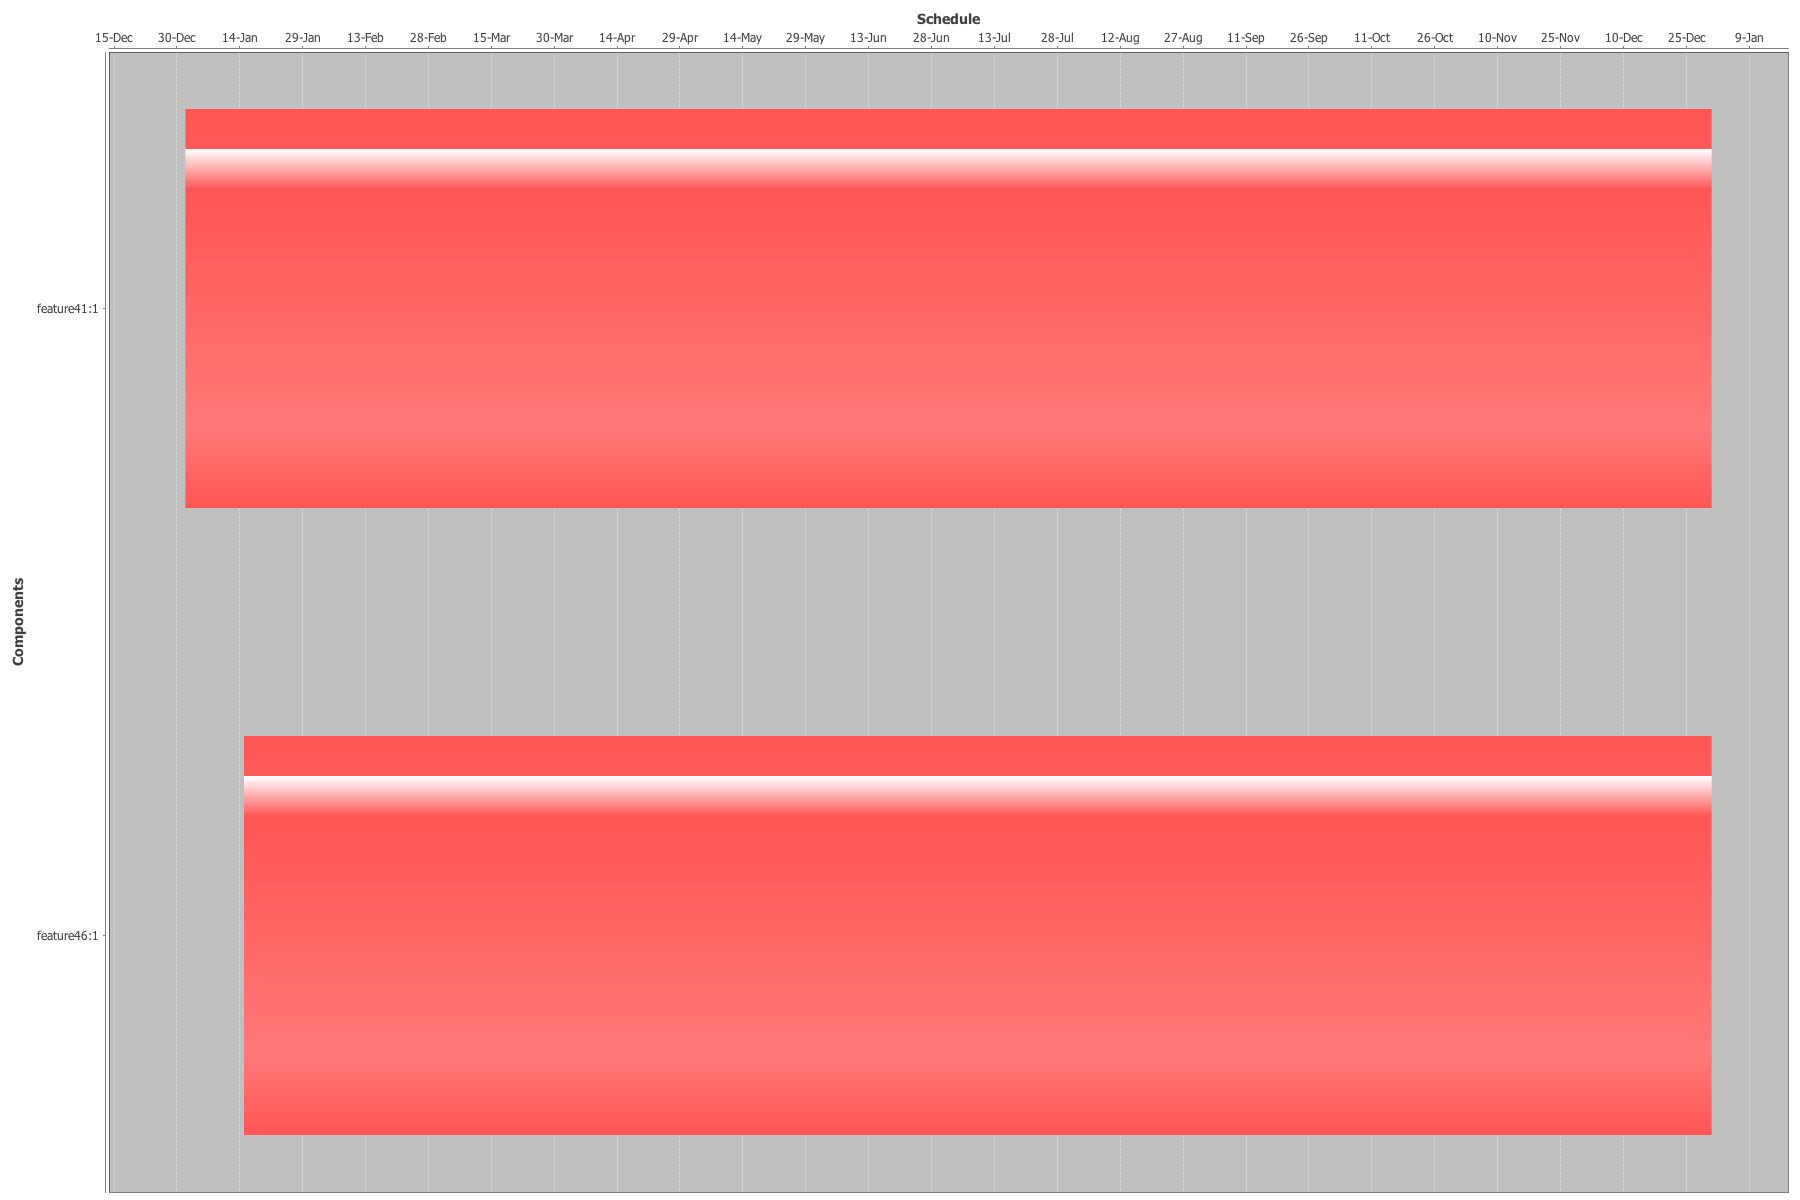 Schedule
15-Dec 30-Dec 14-Jan 29-Jan 13-Feb 28-Feb 15-Mar 30-Mar 14-Apr 29-Apr 14-May 29-May 13-Jun 28-Jun 13-Jul 28-Jul 12-Aug 27-Aug 11-Sep 26-Sep 11-Oct 26-Oct 10-Nov 25-Nov 10-Dec 25-Dec 9-Jan
feature41:1
Components
feature46:1